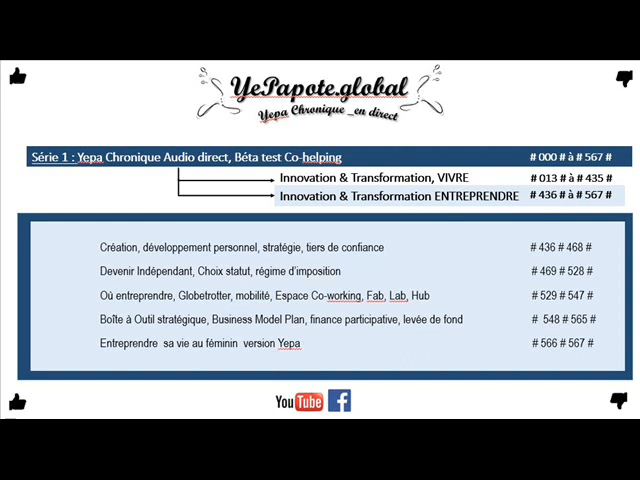 YePapote.global
Yepa Chronique _en direct
Série 1 : Yepa Chronique Audio direct, Béta test Co-helping # 000 # à # 567 #
Innovation & Transformation, VIVRE # 013 # à # 435 #
Innovation & Transformation ENTREPRENDRE # 436 # à # 567 #
Création, développement personnel, stratégie, tiers de confiance # 436 # 468 #
Devenir Indépendant, Choix statut, régime d'imposition # 469 # 528 #
Où entreprendre, Globetrotter, mobilité, Espace Co-working, Fab, Lab, Hub # 529 # 547 #
Boîte à Outil stratégique, Business Model Plan, finance participative, levée de fond # 548 # 565 #
Entreprendre sa vie au féminin version Yepa # 566 # 567 #
YouTube f